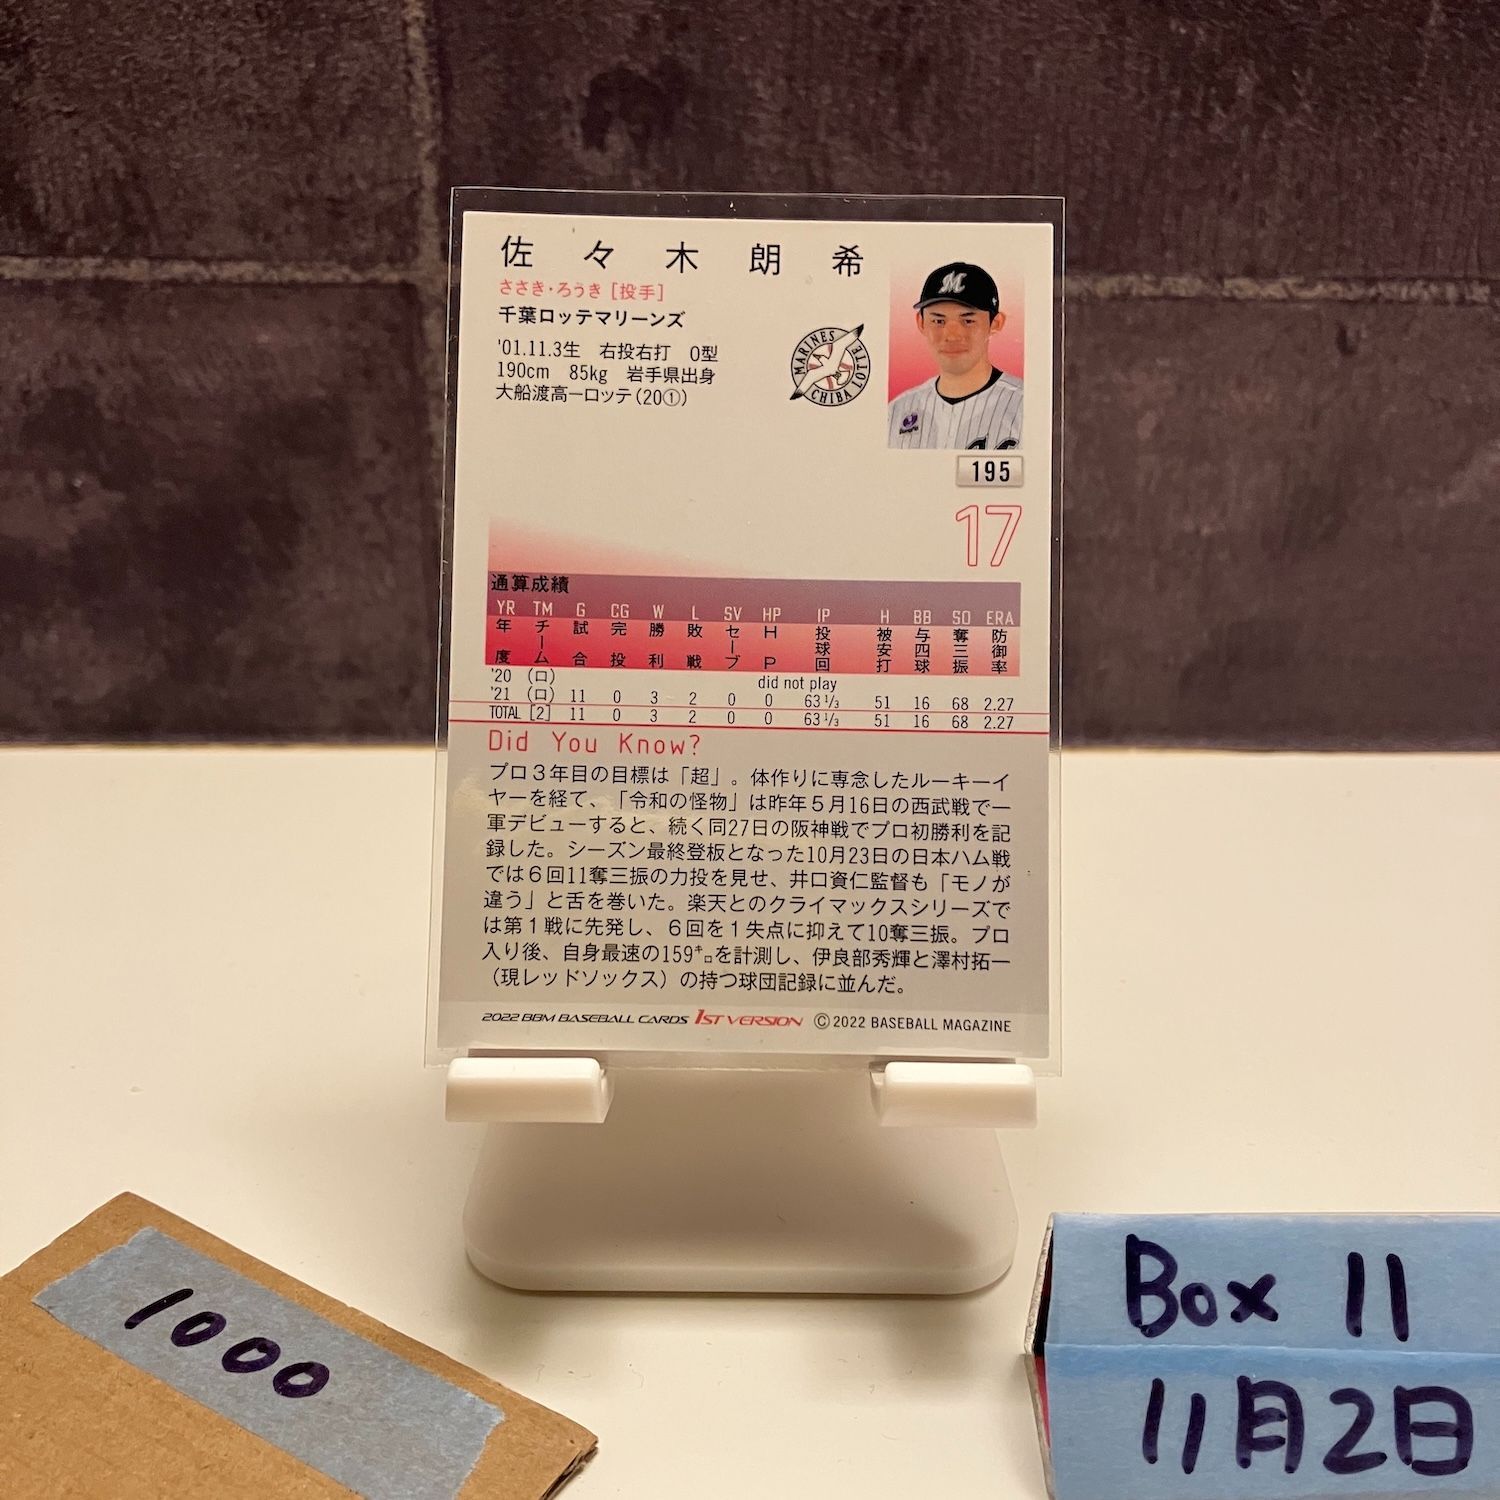 佐々木朗希
ささき・ろうき [投手]
千葉ロッテマリーンズ
'01.11.3生 右投右打 O型
190cm 85kg 岩手県出身
大船渡高―ロッテ(20①)
MARINES
CHIBA LOTTE
M
195
17
通算成績
YR TM G CG W L SV HP IP H BB SO ERA
年度 チーム 試合 完投 勝利 敗戦 セーブ HP 投球回 被安打 与四球 奪三振 防御率
'20 (ロ) did not play
'21 (ロ) 11 0 3 2 0 0 63 1/3 51 16 68 2.27
TOTAL [2] 11 0 3 2 0 0 63 1/3 51 16 68 2.27
Did You Know?
プロ3年目の目標は「超」。体作りに専念したルーキーイ
ヤーを経て、「令和の怪物」は昨年5月16日の西武戦で一
軍デビューすると、続く同27日の阪神戦でプロ初勝利を記
録した。シーズン最終登板となった10月23日の日本ハム戦
では6回11奪三振の力投を見せ、井口資仁監督も「モノが
違う」と舌を巻いた。楽天とのクライマックスシリーズで
は第1戦に先発し、6回を1失点に抑えて10奪三振。プロ
入り後、自身最速の159㌔を計測し、伊良部秀輝と澤村拓一
(現レッドソックス)の持つ球団記録に並んだ。
2022 BBM BASEBALL CARDS 1ST VERSION © 2022 BASEBALL MAGAZINE
1000
Box 11
11月2日